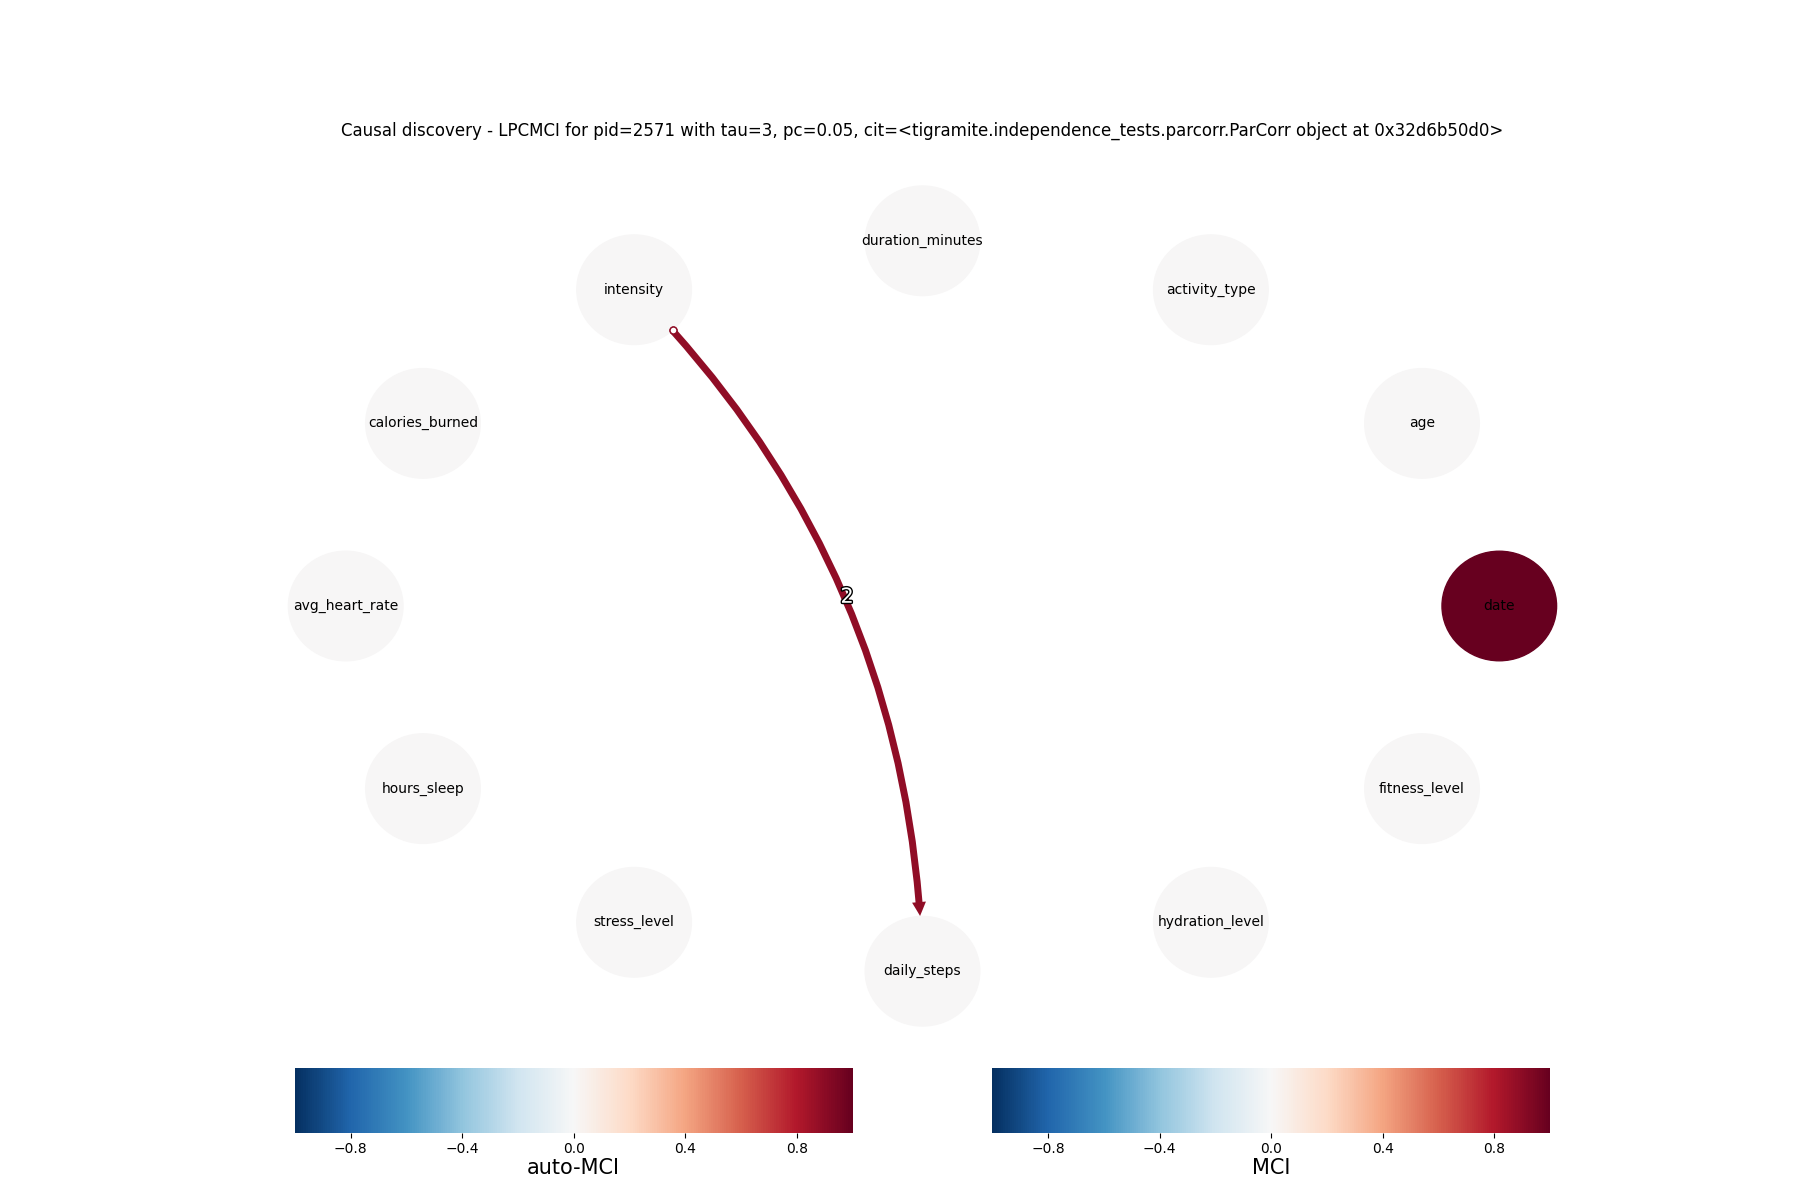 Causal discovery - LPCMCI for pid=2571 with tau=3, pc=0.05, cit=<tigramite.independence_tests.parcorr.ParCorr object at 0x32d6b50d0>
duration_minutes
intensity
activity_type
calories_burned
age
2
avg_heart_rate
date
hours_sleep
fitness_level
stress_level
hydration_level
daily_steps
−0.8 −0.4 0.0 0.4 0.8
auto-MCI
−0.8 −0.4 0.0 0.4 0.8
MCI